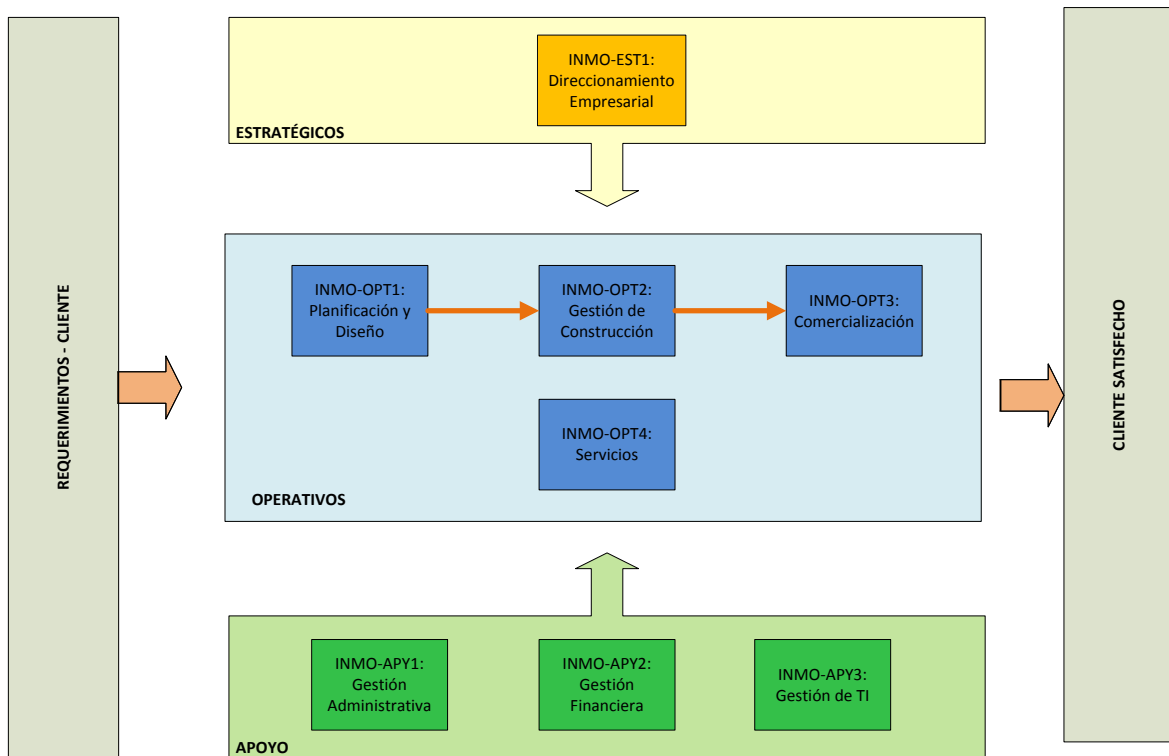 REQUERIMIENTOS - CLIENTE
INMO-EST1:
Direccionamiento
Empresarial
ESTRATÉGICOS
INMO-OPT1:
Planificación y
Diseño
INMO-OPT2:
Gestión de
Construcción
INMO-OPT3:
Comercialización
INMO-OPT4:
Servicios
OPERATIVOS
INMO-APY1:
Gestión
Administrativa
INMO-APY2:
Gestión
Financiera
INMO-APY3:
Gestión de TI
APOYO
CLIENTE SATISFECHO